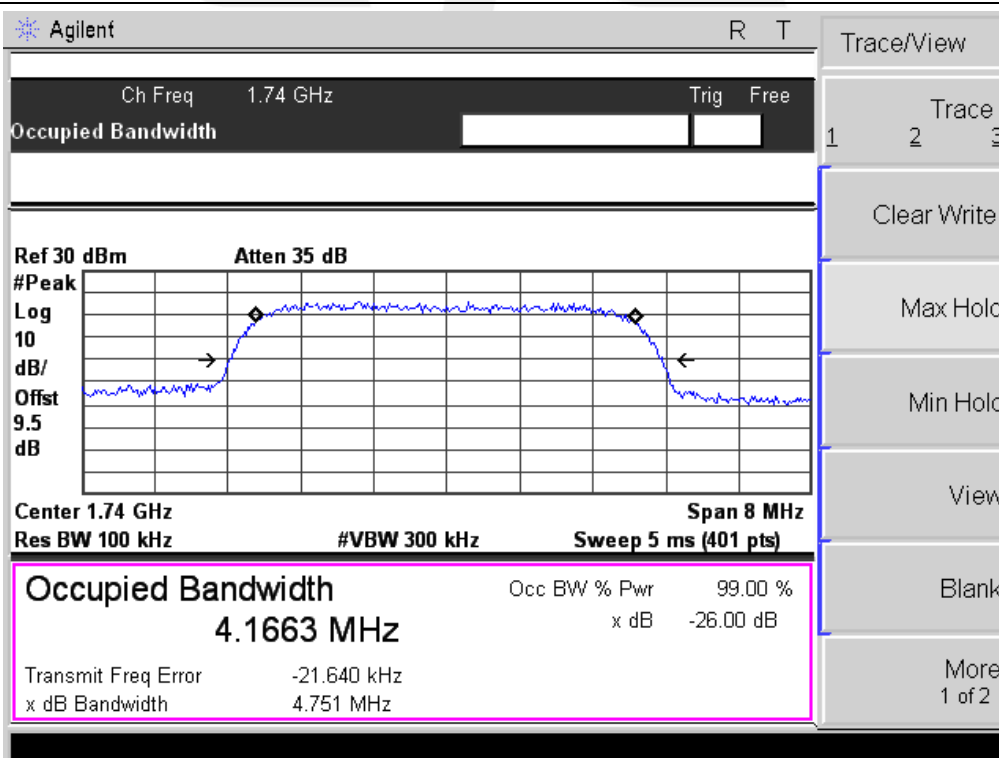 Agilent R T
Trace/View
Ch Freq 1.74 GHz Trig Free
Occupied Bandwidth
Trace
1 2 3
Clear Write
Max Hold
Min Hold
View
Blank
More
1 of 2
Ref 30 dBm Atten 35 dB
#Peak
Log
10
dB/
Offst
9.5
dB
Center 1.74 GHz Span 8 MHz
Res BW 100 kHz #VBW 300 kHz Sweep 5 ms (401 pts)
Occupied Bandwidth
4.1663 MHz
Occ BW % Pwr 99.00 %
x dB -26.00 dB
Transmit Freq Error -21.640 kHz
x dB Bandwidth 4.751 MHz